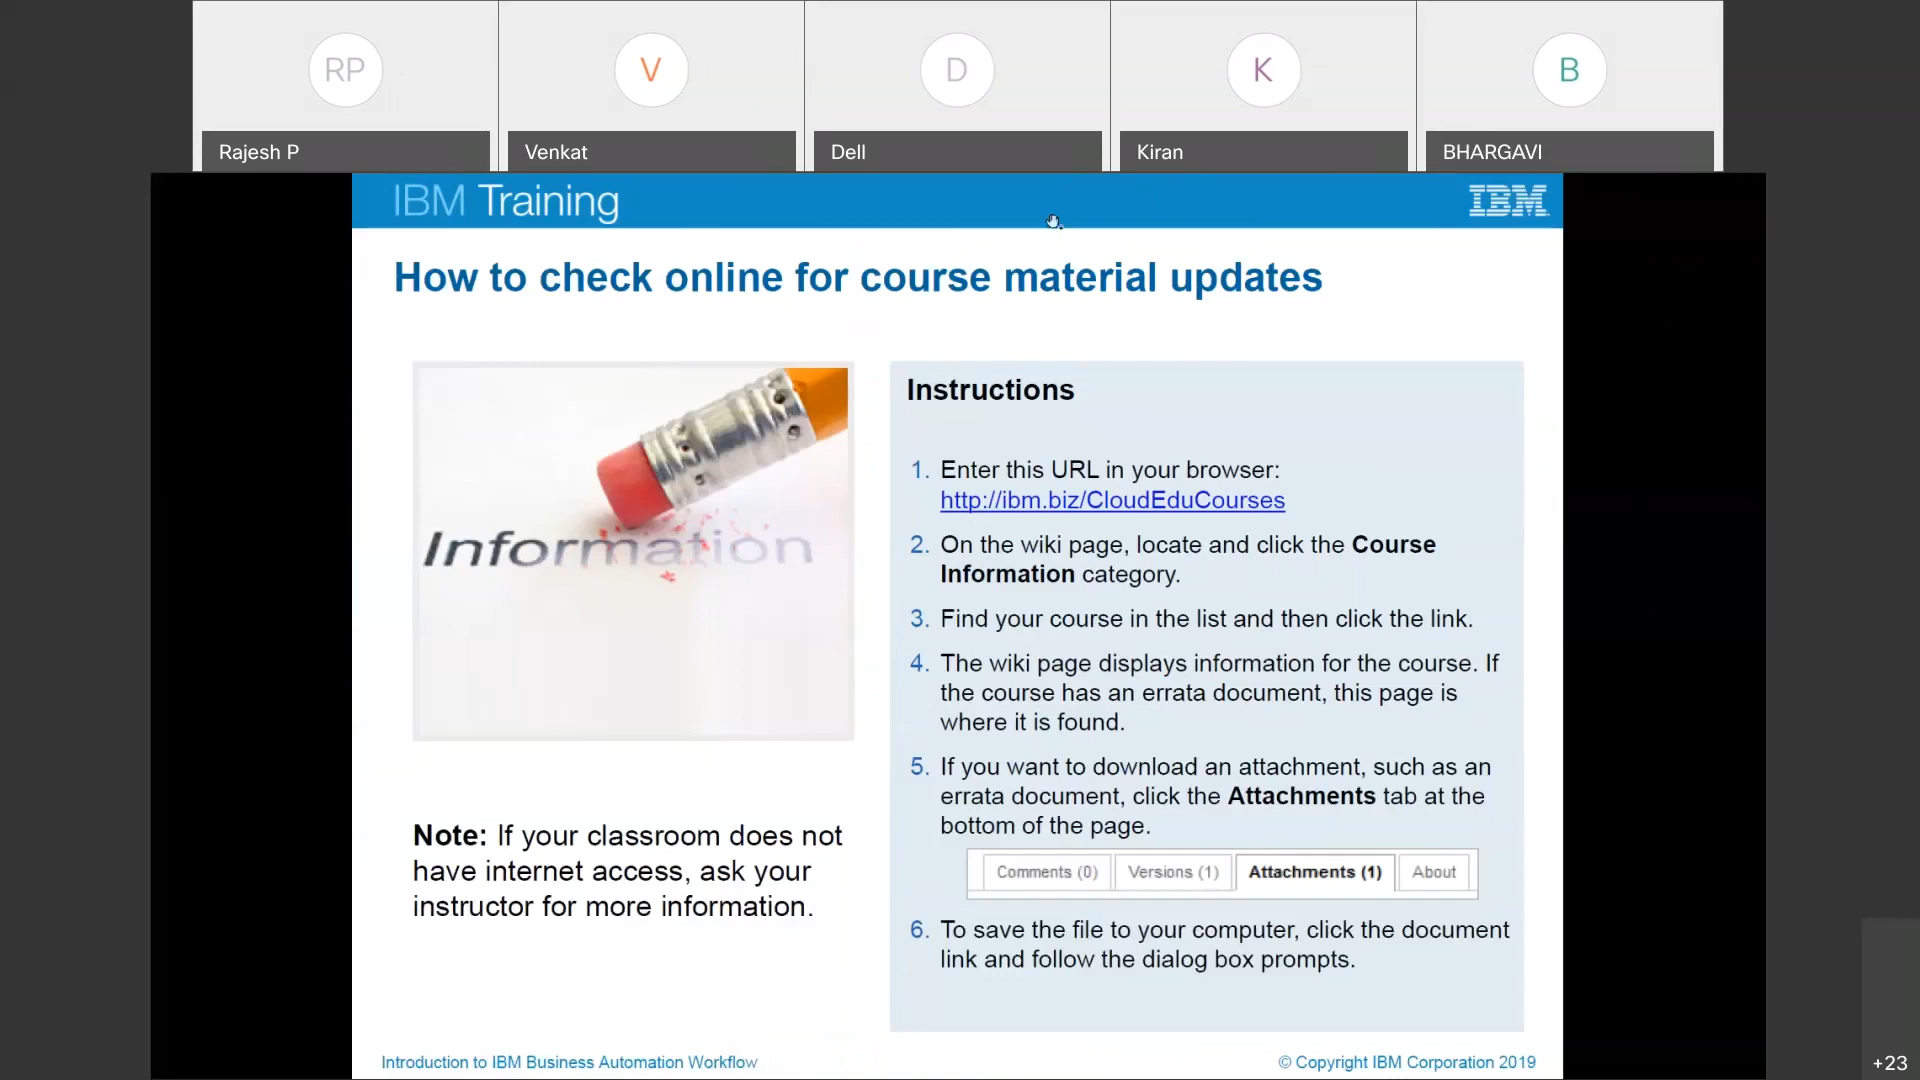 RP
V
D
K
B
Rajesh P
Venkat
Dell
Kiran
BHARGAVI
IBM Training
IBM
How to check online for course material updates
Information
Note: If your classroom does not
have internet access, ask your
instructor for more information.
Instructions
1. Enter this URL in your browser:
http://ibm.biz/CloudEduCourses
2. On the wiki page, locate and click the Course
Information category.
3. Find your course in the list and then click the link.
4. The wiki page displays information for the course. If
the course has an errata document, this page is
where it is found.
5. If you want to download an attachment, such as an
errata document, click the Attachments tab at the
bottom of the page.
Comments (0) Versions (1) Attachments (1) About
6. To save the file to your computer, click the document
link and follow the dialog box prompts.
Introduction to IBM Business Automation Workflow
© Copyright IBM Corporation 2019
+23